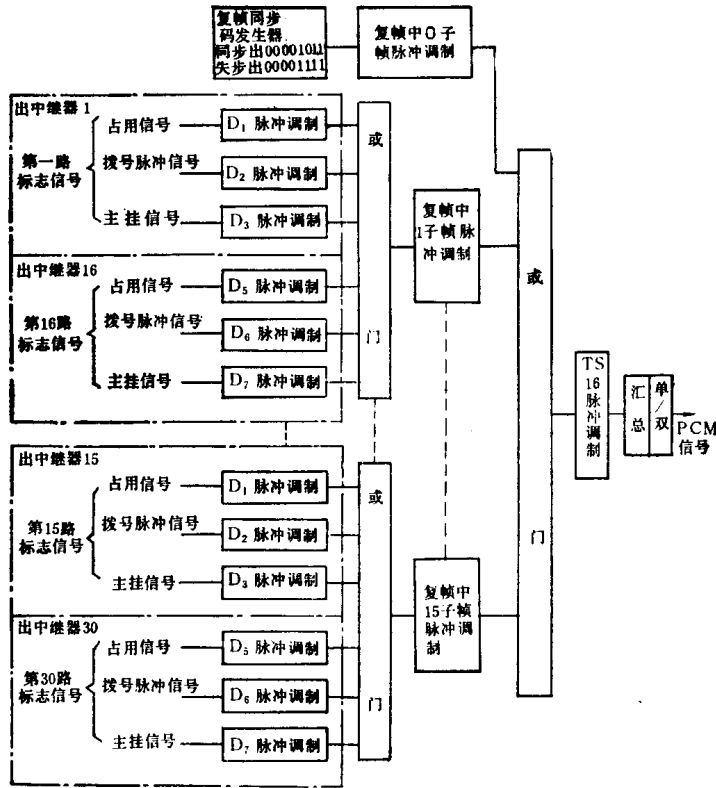 复帧同步
码发生器
同步出00001011
失步出00001111
复帧中0子
帧脉冲调制
出中继器1
第一路
标志信号
占用信号
D₁ 脉冲调制
拨号脉冲信号
D₂ 脉冲调制
主挂信号
D₃ 脉冲调制
出中继器16
第16路
标志信号
占用信号
D₅ 脉冲调制
拨号脉冲信号
D₆ 脉冲调制
主挂信号
D₇ 脉冲调制
或
门
复帧中
1子帧脉
冲调制
出中继器15
第15路
标志信号
占用信号
D₁ 脉冲调制
拨号脉冲信号
D₂ 脉冲调制
主挂信号
D₃ 脉冲调制
出中继器30
第30路
标志信号
占用信号
D₅ 脉冲调制
拨号脉冲信号
D₆ 脉冲调制
主挂信号
D₇ 脉冲调制
或
门
复帧中
15子帧
脉冲调
制
或
门
TS
16
脉
冲
调
制
汇
总
单
/
双
PCM
信号